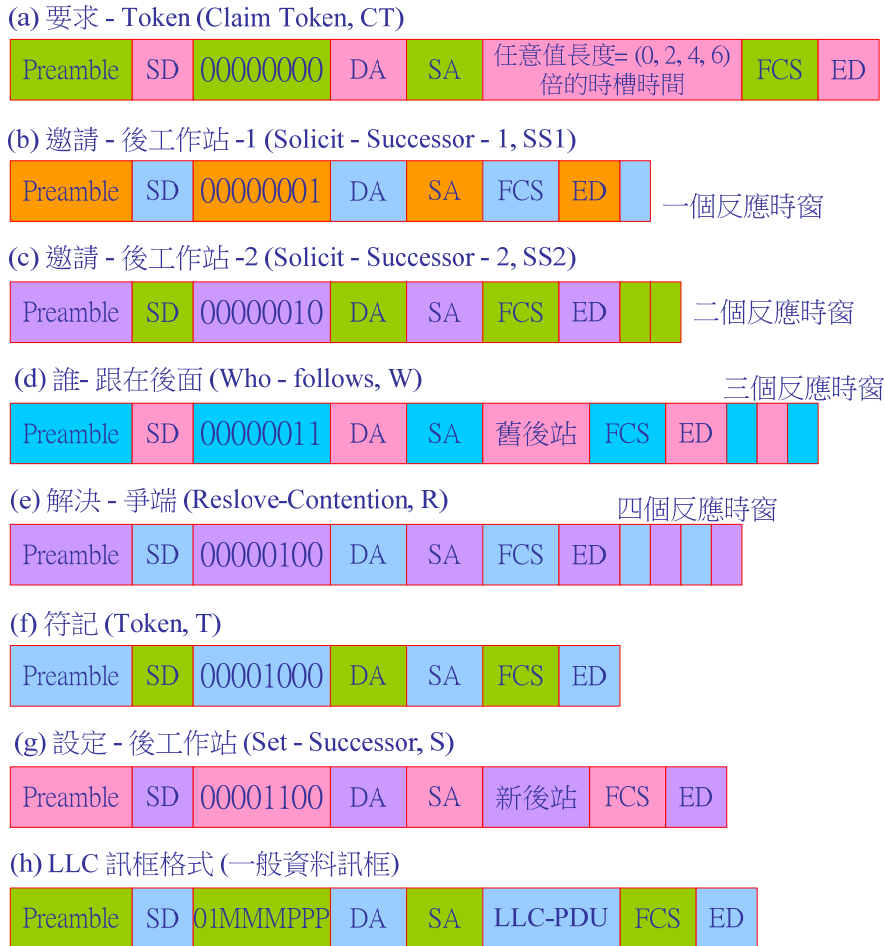 (a) 要求 - Token (Claim Token, CT)
Preamble SD 00000000 DA SA 任意值長度= (0, 2, 4, 6) FCS ED
倍的時槽時間
(b) 邀請 - 後工作站 -1 (Solicit - Successor - 1, SS1)
Preamble SD 00000001 DA SA FCS ED
一個反應時窗
(c) 邀請 - 後工作站 -2 (Solicit - Successor - 2, SS2)
Preamble SD 00000010 DA SA FCS ED
二個反應時窗
(d) 誰- 跟在後面 (Who - follows, W)
三個反應時窗
Preamble SD 00000011 DA SA 舊後站 FCS ED
(e) 解決 - 爭端 (Reslove-Contention, R)
四個反應時窗
Preamble SD 00000100 DA SA FCS ED
(f) 符記 (Token, T)
Preamble SD 00001000 DA SA FCS ED
(g) 設定 - 後工作站 (Set - Successor, S)
Preamble SD 00001100 DA SA 新後站 FCS ED
(h) LLC 訊框格式 (一般資料訊框)
Preamble SD 01MMMPPP DA SA LLC-PDU FCS ED